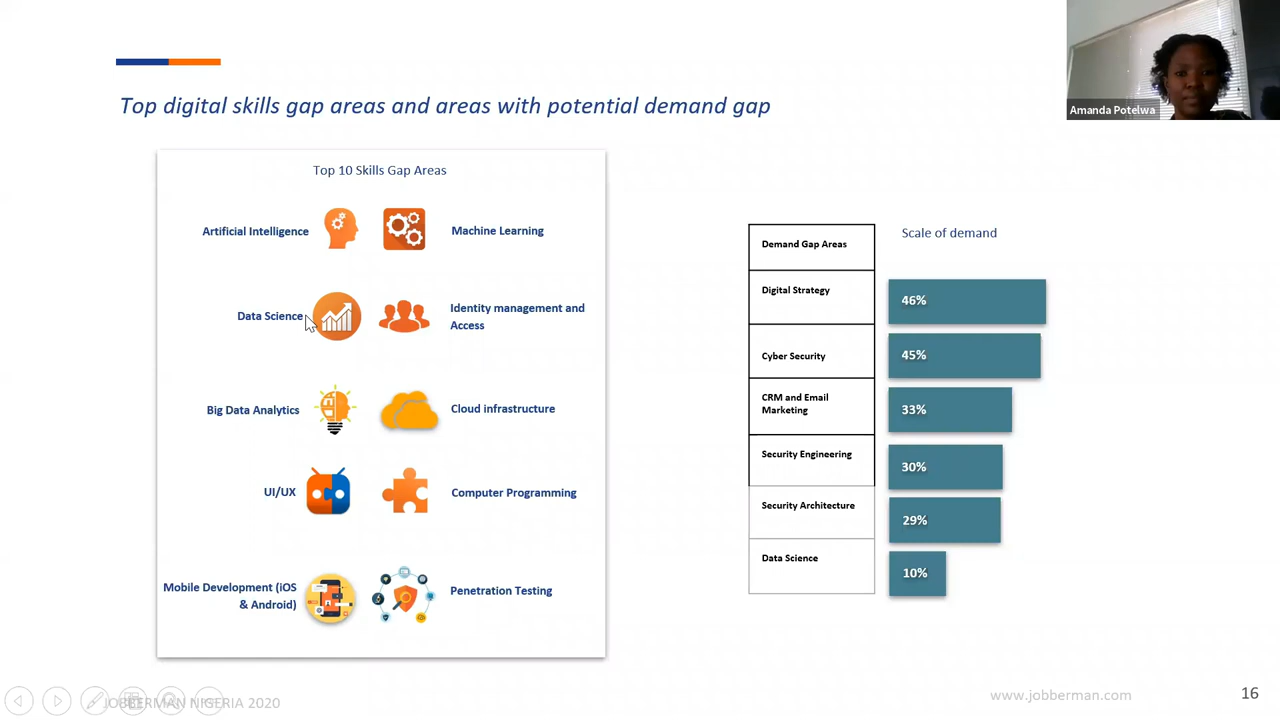 Amanda Potelwa
Top digital skills gap areas and areas with potential demand gap
Top 10 Skills Gap Areas
Artificial Intelligence
Machine Learning
Data Science
Identity management and
Access
Big Data Analytics
Cloud infrastructure
UI/UX
Computer Programming
Mobile Development (iOS
& Android)
Penetration Testing
Demand Gap Areas
Scale of demand
Digital Strategy
46%
Cyber Security
45%
CRM and Email
Marketing
33%
Security Engineering
30%
Security Architecture
29%
Data Science
10%
JOBBERMAN NIGERIA 2020
www.jobberman.com
16